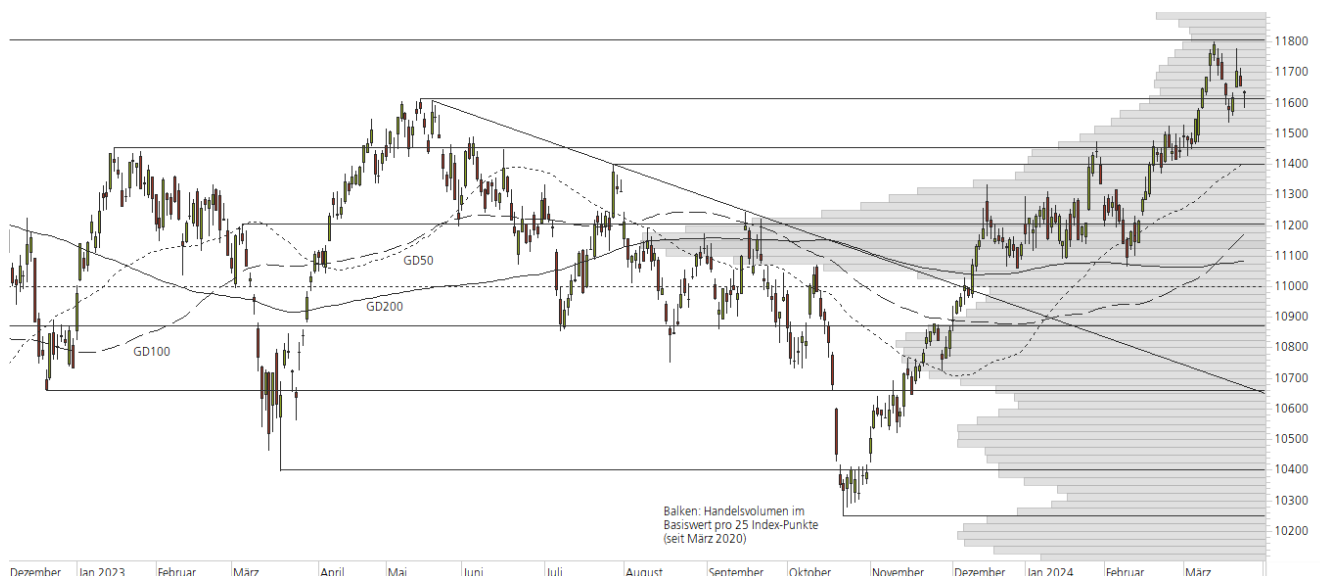 11800
11700
11600
11500
11400
11300
11200
11100
11000
10900
10800
10700
10600
10500
10400
10300
10200
GD50
GD200
GD100
Balken: Handelsvolumen im
Basiswert pro 25 Index-Punkte
(seit März 2020)
Dezember Jan 2023 Februar März April Mai Juni Juli August September Oktober November Dezember Jan 2024 Februar März